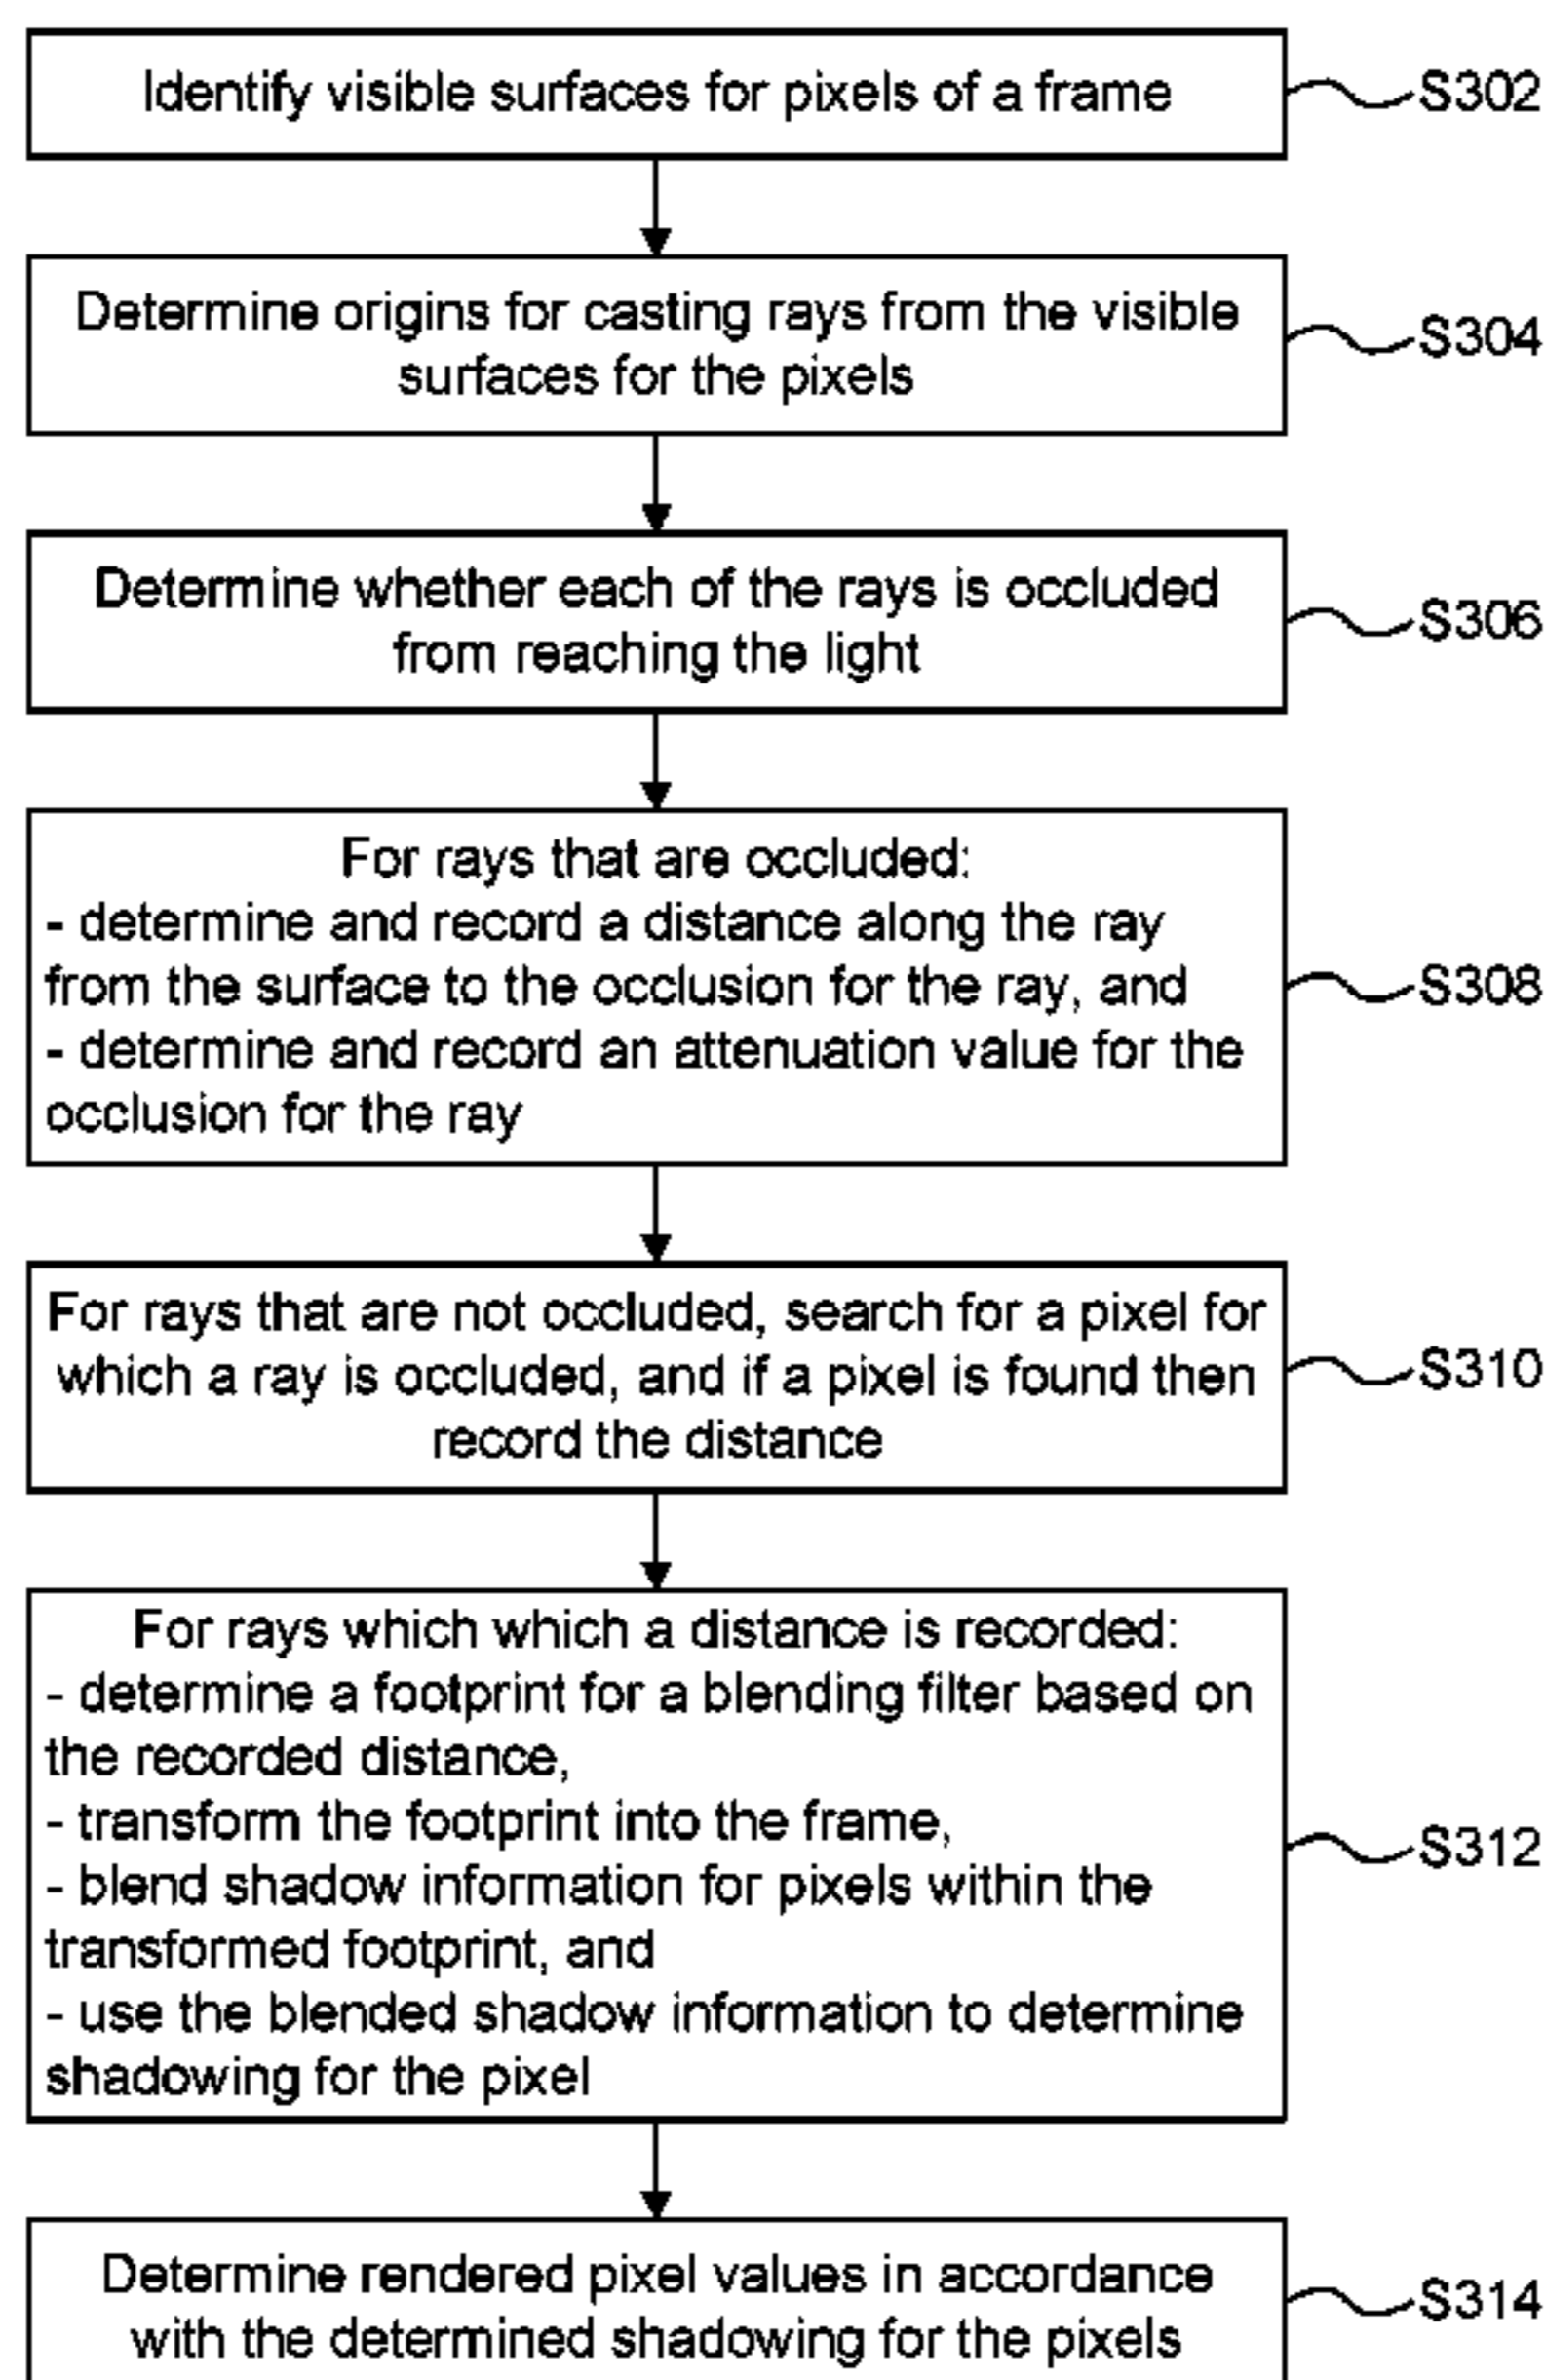 Identify visible surfaces for pixels of a frame
S302
Determine origins for casting rays from the visible
surfaces for the pixels
S304
Determine whether each of the rays is occluded
from reaching the light
S306
For rays that are occluded:
- determine and record a distance along the ray
from the surface to the occlusion for the ray, and
- determine and record an attenuation value for the
occlusion for the ray
S308
For rays that are not occluded, search for a pixel for
which a ray is occluded, and if a pixel is found then
record the distance
S310
For rays which which a distance is recorded:
- determine a footprint for a blending filter based on
the recorded distance,
- transform the footprint into the frame,
- blend shadow information for pixels within the
transformed footprint, and
- use the blended shadow information to determine
shadowing for the pixel
S312
Determine rendered pixel values in accordance
with the determined shadowing for the pixels
S314